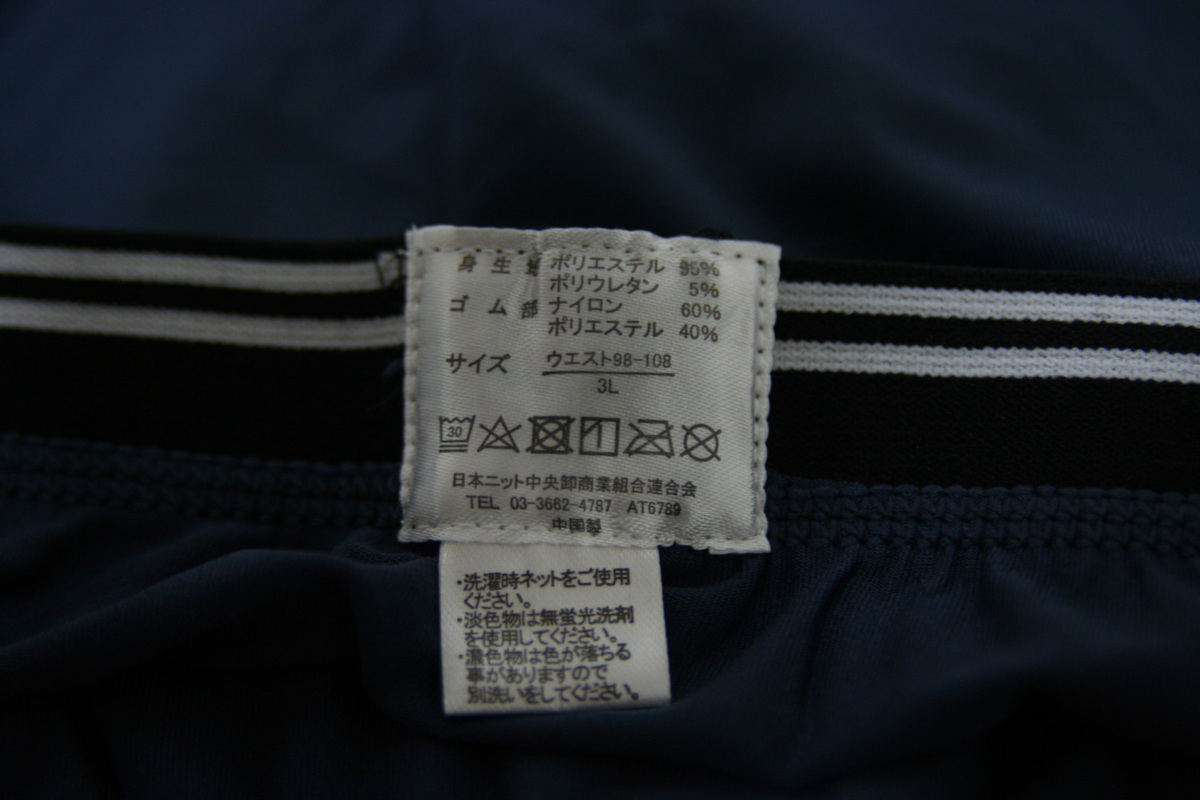 身生地 ポリエステル 95%
ポリウレタン 5%
ゴム部 ナイロン 60%
ポリエステル 40%
サイズ ウエスト98-108
3L
30
日本ニット中央卸商業組合連合会
TEL 03-3662-4787 AT6789
中国製
・洗濯時ネットをご使用
ください。
・淡色物は無蛍光洗剤
を使用してください。
・濃色物は色が落ちる
事がありますので
別洗いをしてください。